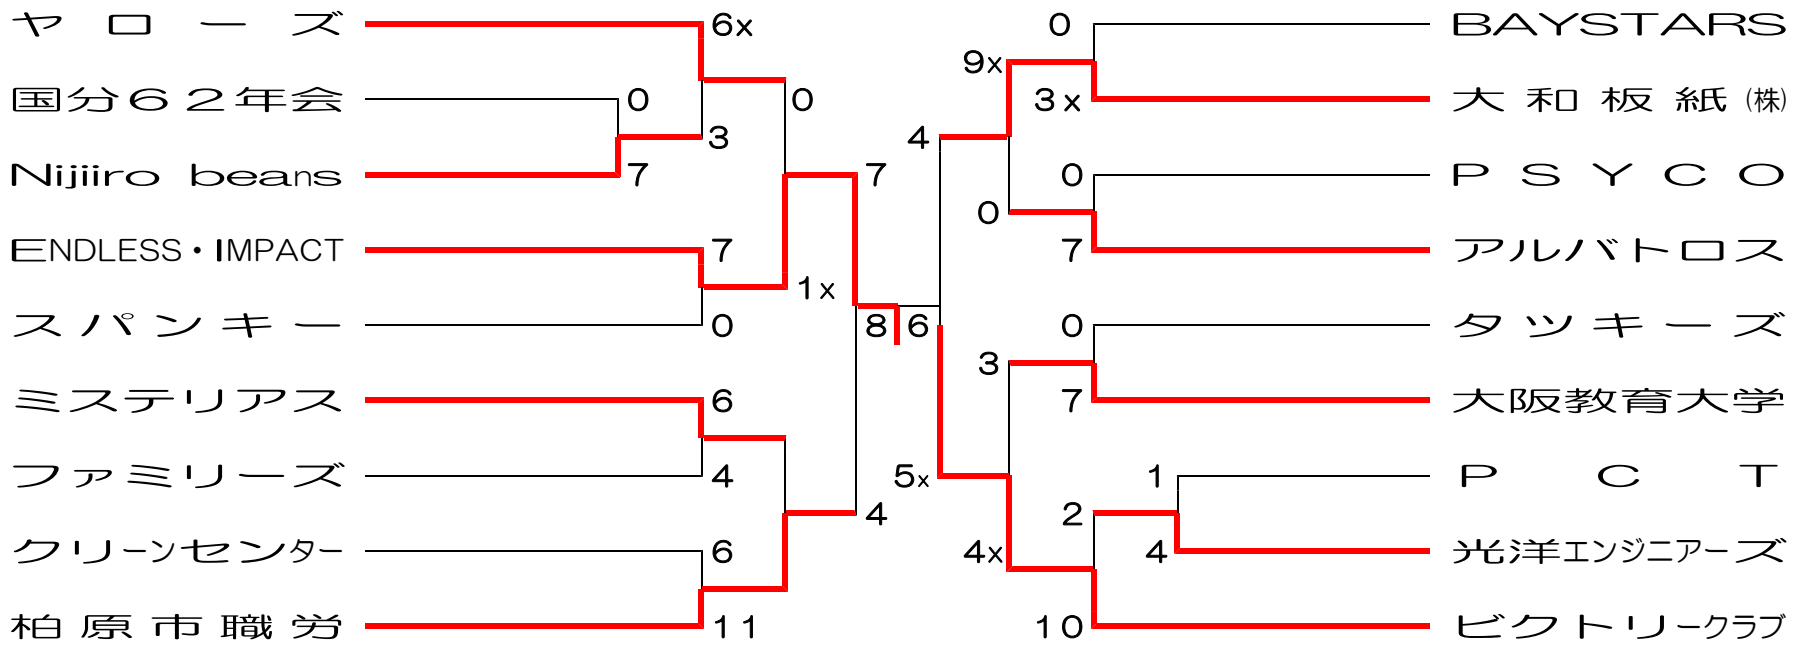 ヤローズ 6x 0 BAYSTARS
9x
国分６２年会 0 0 3x 大和板紙(株)
3 4
Nijiiro beans 7 7 0 PSYCO
0
ENDLESS・IMPACT 7 7 アルバトロス
1x
スパンキー 0 8 6 0 タツキーズ
3
ミステリアス 6 7 大阪教育大学
ファミリーズ 4 5x 1 PCT
4 2
クリーンセンター 6 4x 4 光洋エンジニアーズ
柏原市職労 11 10 ビクトリークラブ